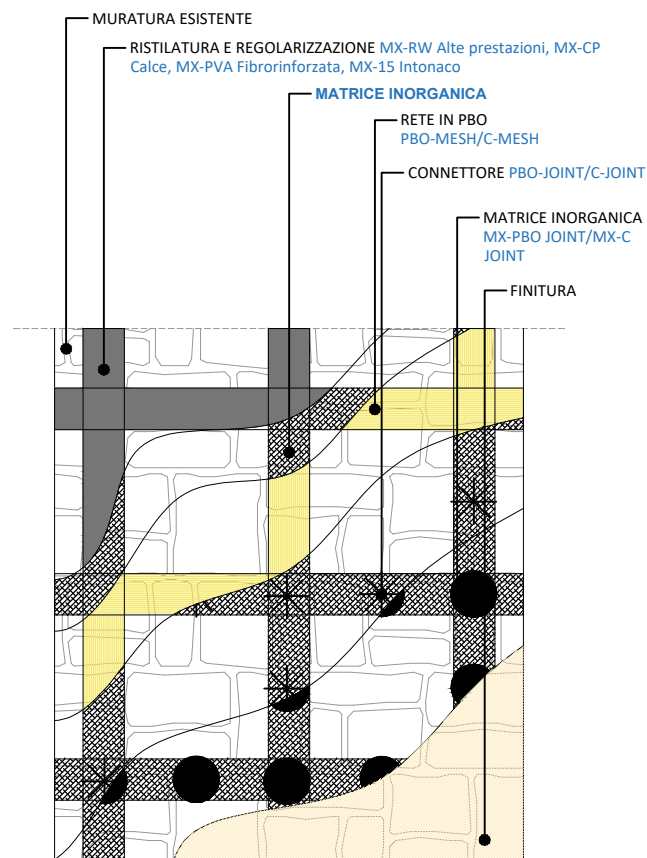 MURATURA ESISTENTE
RISTILATURA E REGOLARIZZAZIONE MX-RW Alte prestazioni, MX-CP
Calce, MX-PVA Fibrorinforzata, MX-15 Intonaco
MATRICE INORGANICA
RETE IN PBO
PBO-MESH/C-MESH
CONNETTORE PBO-JOINT/C-JOINT
MATRICE INORGANICA
MX-PBO JOINT/MX-C
JOINT
FINITURA